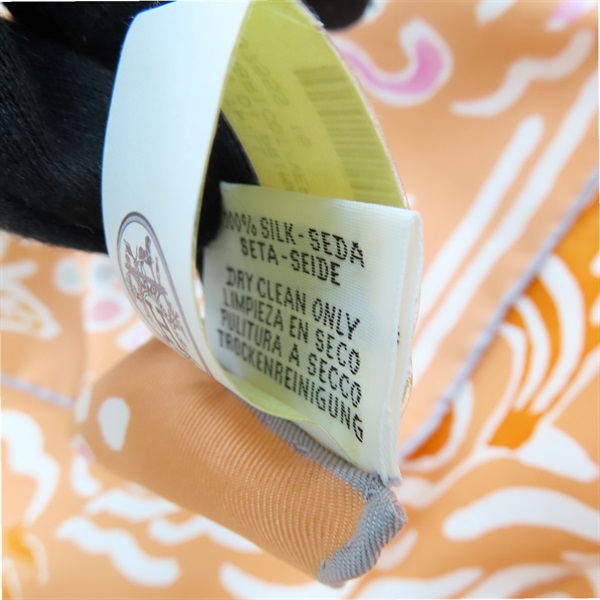 100% SILK-SEDA
SETA-SEIDE
DRY CLEAN ONLY
LIMPIEZA EN SECO
PULITURA A SECCO
TROCKENREINIGUNG